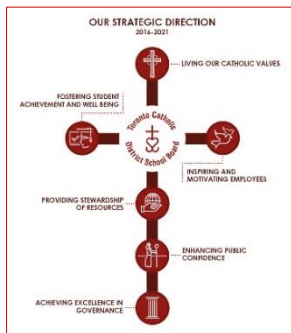 OUR STRATEGIC DIRECTION
2016-2021
LIVING OUR CATHOLIC VALUES
FOSTERING STUDENT
ACHIEVEMENT AND WELL BEING
Toronto Catholic
District School Board
INSPIRING AND
MOTIVATING EMPLOYEES
PROVIDING STEWARDSHIP
OF RESOURCES
ENHANCING PUBLIC
CONFIDENCE
ACHIEVING EXCELLENCE IN
GOVERNANCE